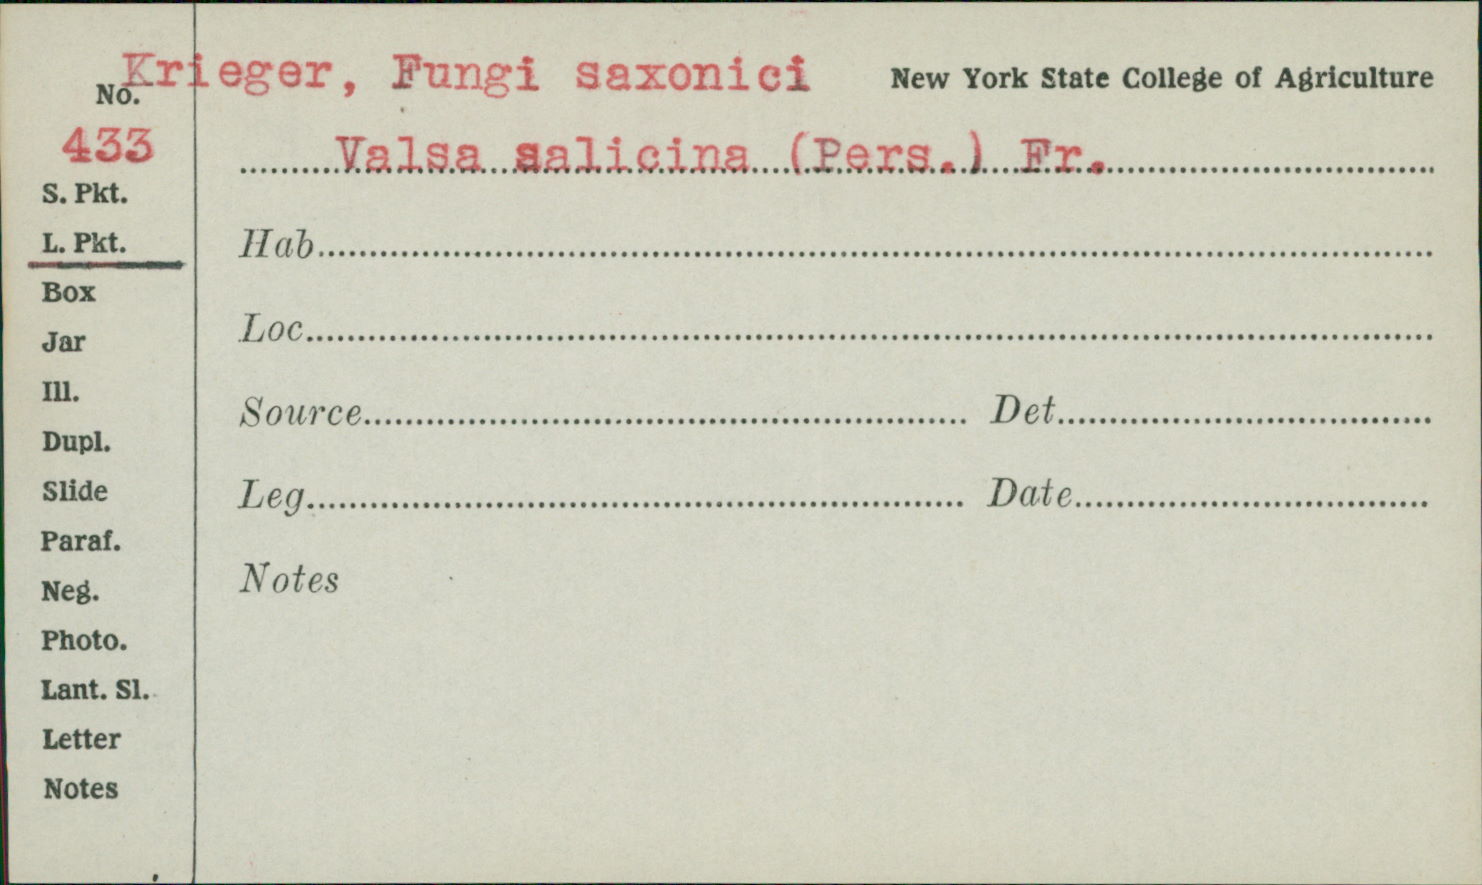 Krieger, Fungi saxonici
New York State College of Agriculture
No.
433
Valsa salicina (Pers.) Fr.
S. Pkt.
L. Pkt.
Box
Jar
Ill.
Dupl.
Slide
Paraf.
Neg.
Photo.
Lant. Sl.
Letter
Notes
Hab
Loc
Source Det
Leg Date
Notes